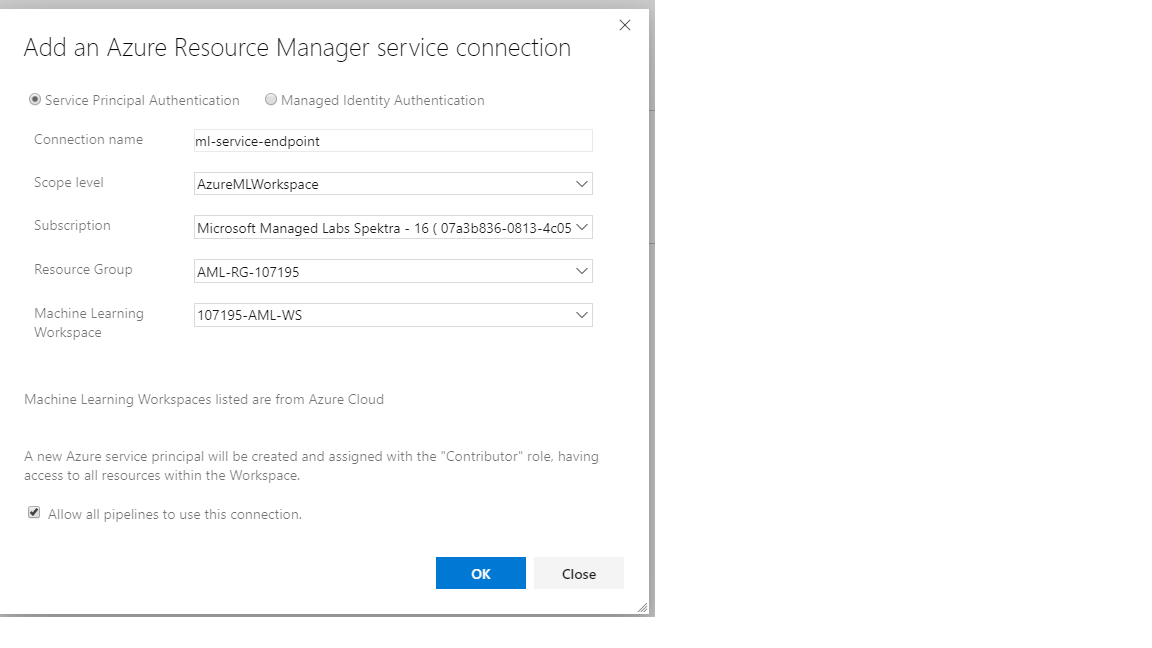 Add an Azure Resource Manager service connection
Service Principal Authentication Managed Identity Authentication
Connection name ml-service-endpoint
Scope level AzureMLWorkspace
Subscription Microsoft Managed Labs Spektra - 16 ( 07a3b836-0813-4c05
Resource Group AML-RG-107195
Machine Learning 107195-AML-WS
Workspace
Machine Learning Workspaces listed are from Azure Cloud
A new Azure service principal will be created and assigned with the "Contributor" role, having
access to all resources within the Workspace.
Allow all pipelines to use this connection.
OK Close